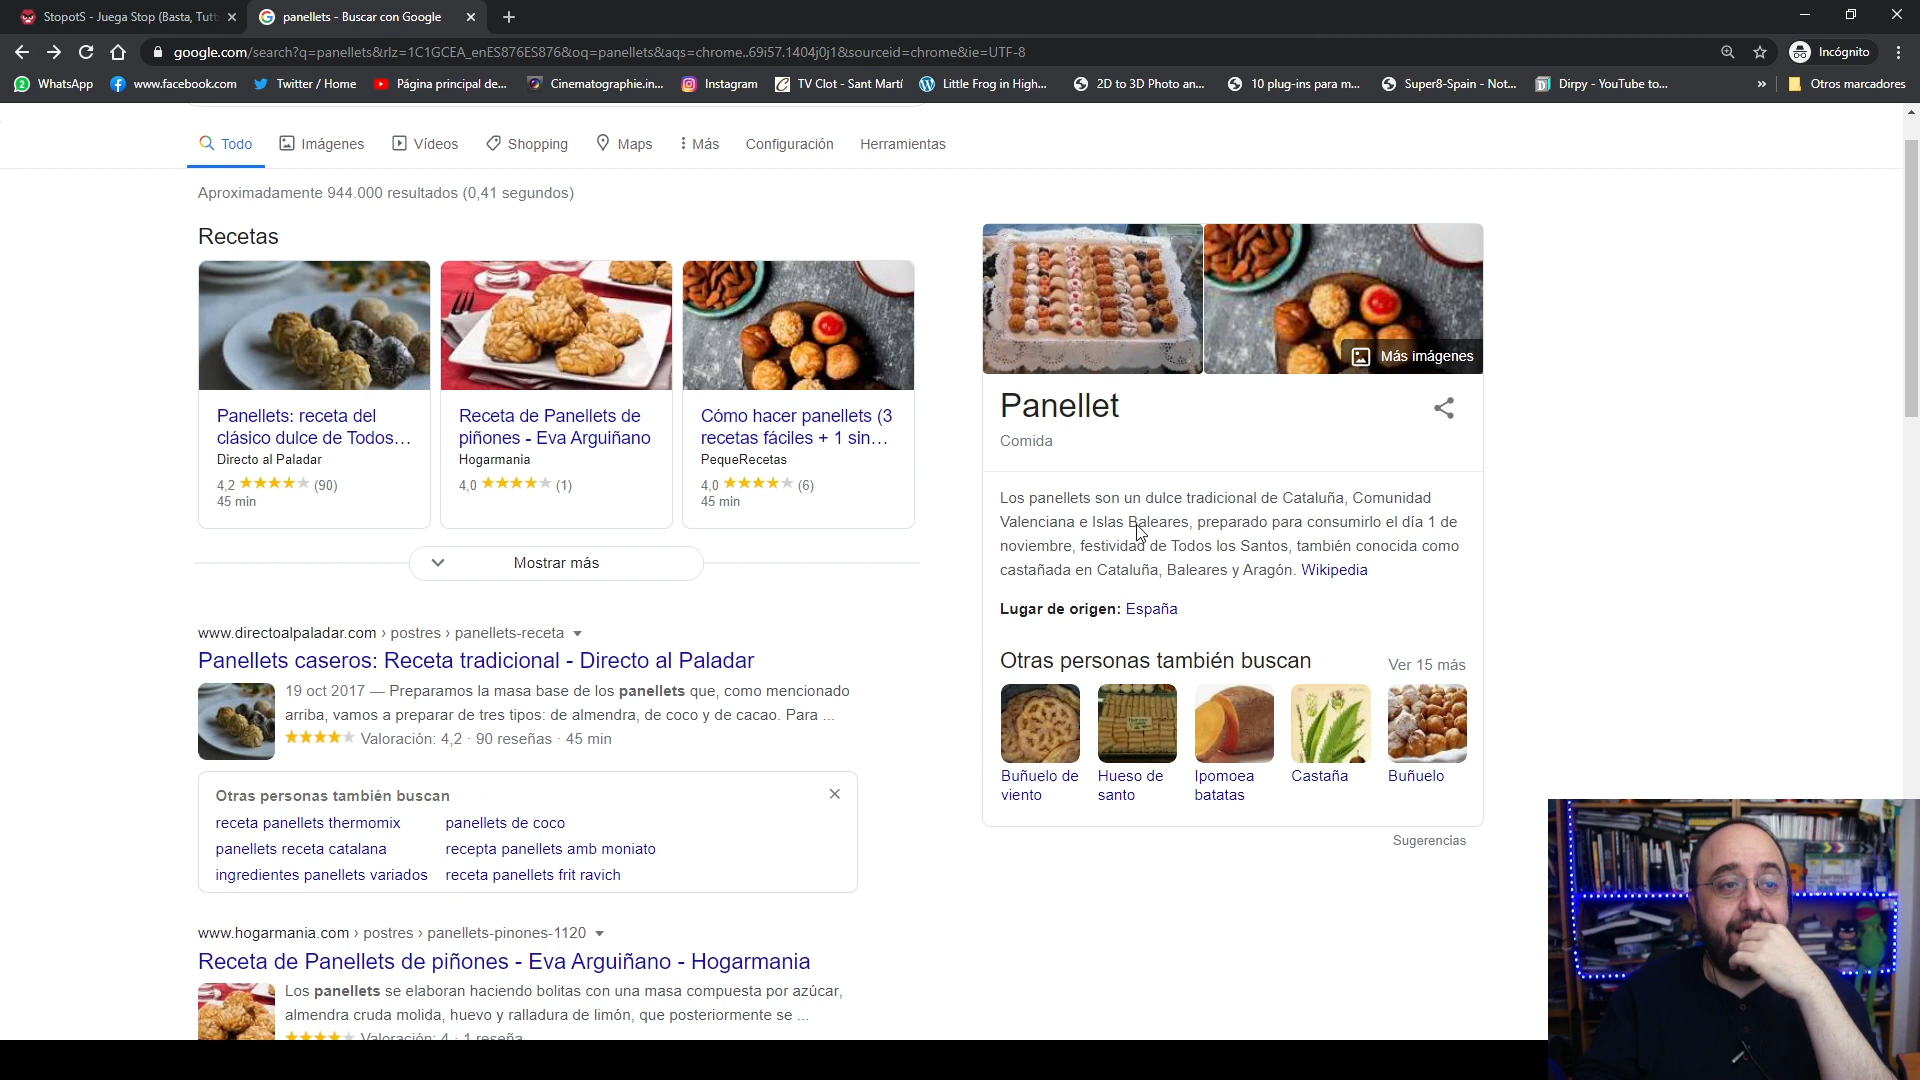 StopotS - Juega Stop (Basta, Tutt
panellets - Buscar con Google
google.com/search?q=panellets&rlz=1C1GCEA_enES876ES876&oq=panellets&aqs=chrome..69i57.1404j0j1&sourceid=chrome&ie=UTF-8
Incógnito
WhatsApp
www.facebook.com
Twitter / Home
Página principal de...
Cinematographie.in...
Instagram
TV Clot - Sant Martí
Little Frog in High...
2D to 3D Photo an...
10 plug-ins para m...
Super8-Spain - Not...
Dirpy - YouTube to...
»
Otros marcadores
Todo
Imágenes
Vídeos
Shopping
Maps
Más
Configuración
Herramientas
Aproximadamente 944.000 resultados (0,41 segundos)
Recetas
Panellets: receta del
clásico dulce de Todos...
Directo al Paladar
4,2 ★★★★★ (90)
45 min
Receta de Panellets de
piñones - Eva Arguiñano
Hogarmania
4,0 ★★★★★ (1)
Cómo hacer panellets (3
recetas fáciles + 1 sin...
PequeRecetas
4,0 ★★★★★ (6)
45 min
Mostrar más
www.directoalpaladar.com › postres › panellets-receta
Panellets caseros: Receta tradicional - Directo al Paladar
19 oct 2017 — Preparamos la masa base de los panellets que, como mencionado
arriba, vamos a preparar de tres tipos: de almendra, de coco y de cacao. Para ...
★★★★★ Valoración: 4,2 · 90 reseñas · 45 min
Otras personas también buscan
receta panellets thermomix
panellets de coco
panellets receta catalana
recepta panellets amb moniato
ingredientes panellets variados
receta panellets frit ravich
www.hogarmania.com › postres › panellets-pinones-1120
Receta de Panellets de piñones - Eva Arguiñano - Hogarmania
Los panellets se elaboran haciendo bolitas con una masa compuesta por azúcar,
almendra cruda molida, huevo y ralladura de limón, que posteriormente se ...
★★★★★ Valoración: 4 · 1 reseña
Más imágenes
Panellet
Comida
Los panellets son un dulce tradicional de Cataluña, Comunidad
Valenciana e Islas Baleares, preparado para consumirlo el día 1 de
noviembre, festividad de Todos los Santos, también conocida como
castañada en Cataluña, Baleares y Aragón. Wikipedia
Lugar de origen: España
Otras personas también buscan
Ver 15 más
Buñuelo de
viento
Hueso de
santo
Ipomoea
batatas
Castaña
Buñuelo
Sugerencias